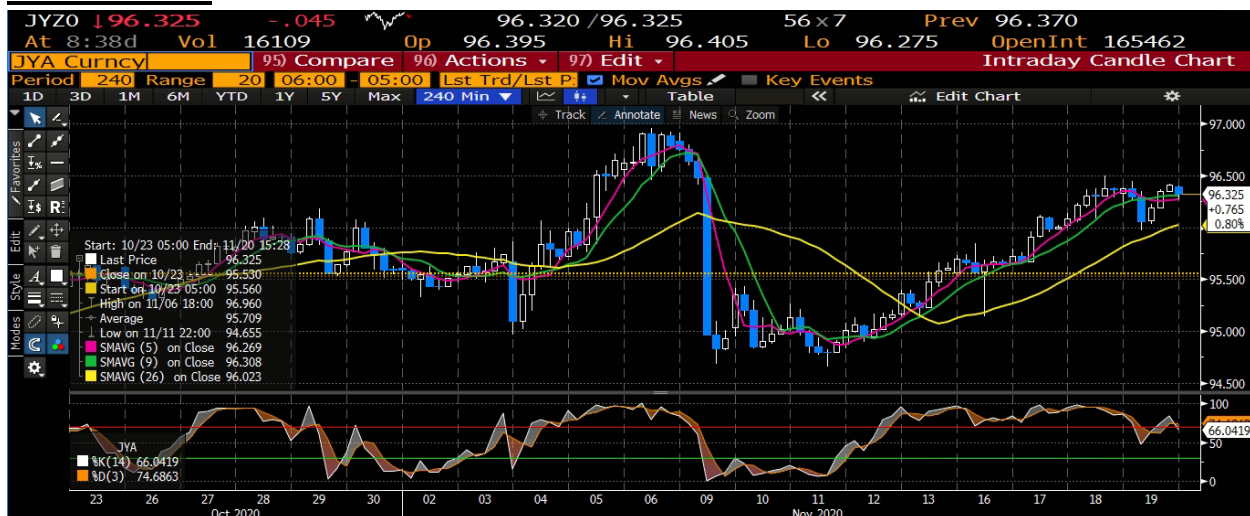 JYZ0 ↓96.325 -.045 96.320 /96.325 56 x 7 Prev 96.370
At 8:38d Vol 16109 Op 96.395 Hi 96.405 Lo 96.275 OpenInt 165462
JYA Curncy 95) Compare 96) Actions 97) Edit Intraday Candle Chart
Period 240 Range 20 06:00 - 05:00 Lst Trd/Lst P Mov Avgs Key Events
1D 3D 1M 6M YTD 1Y 5Y Max 240 Min ▼ Table « Edit Chart
Track Annotate News Zoom
Favorites
Edit
Style
Modes
97.000
96.500
96.325
+0.765
0.80%
95.500
95.000
94.500
Start: 10/23 05:00 End: 11/20 15:28
Last Price 96.325
Close on 10/23 95.530
Start on 10/23 05:00 95.560
High on 11/06 18:00 96.960
Average 95.709
Low on 11/11 22:00 94.655
SMAVG (5) on Close 96.269
SMAVG (9) on Close 96.308
SMAVG (26) on Close 96.023
100
66.0419
50
0
JYA
%K(14) 66.0419
%D(3) 74.6863
23 26 27 28 29 30 02 03 04 05 06 09 10 11 12 13 16 17 18 19
Oct 2020 Nov 2020